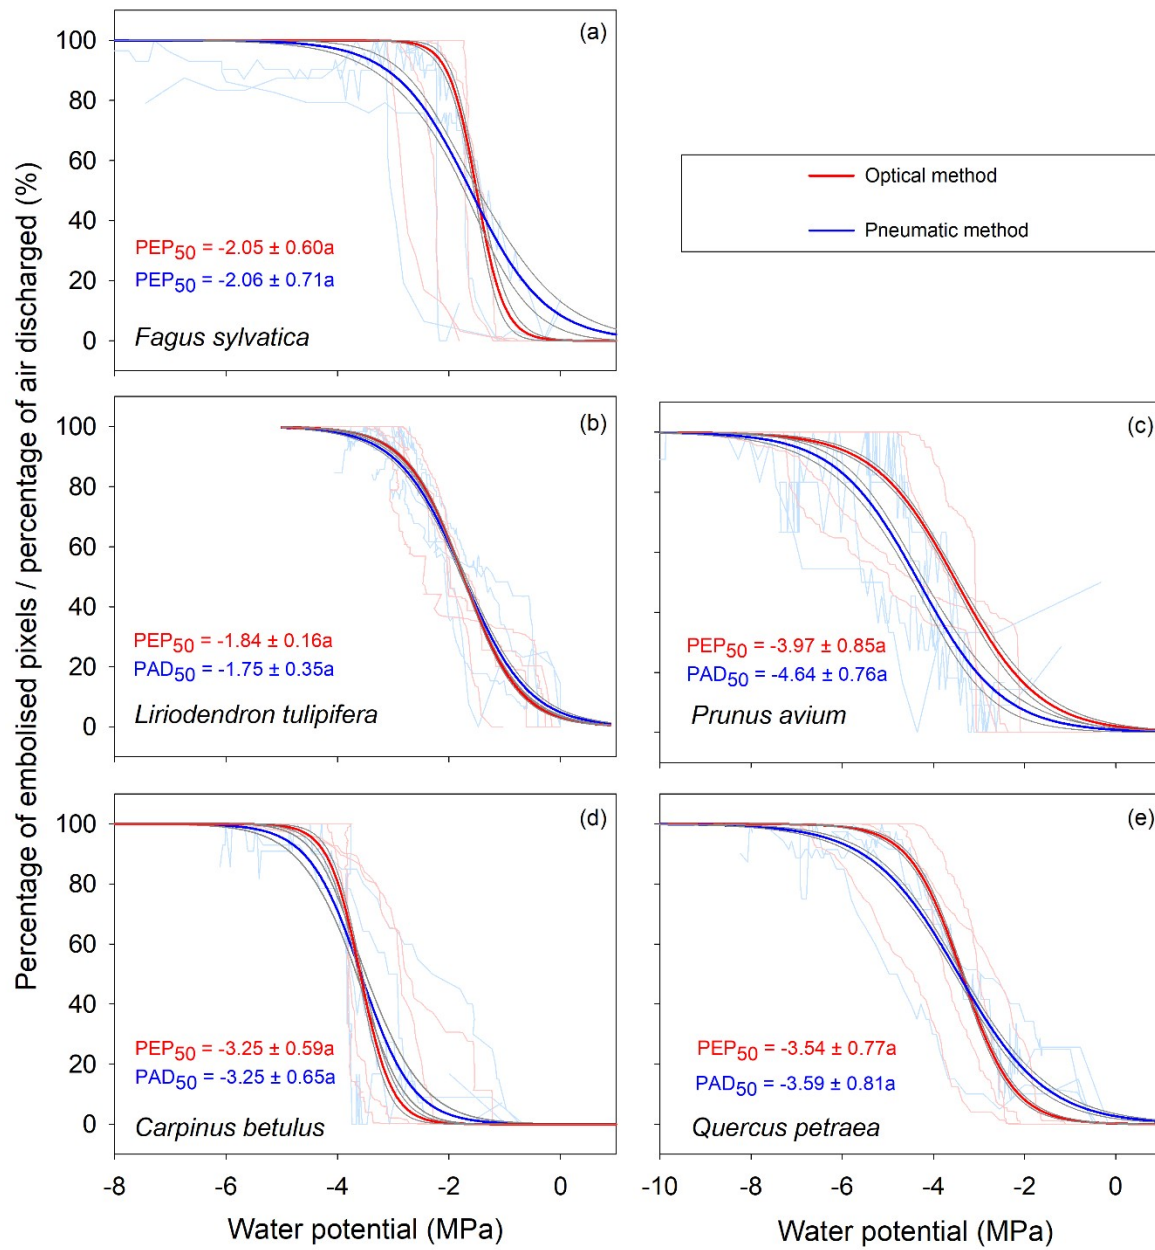 Percentage of embolised pixels / percentage of air discharged (%)
(a)
100
80
60
40
20
0
PEP50 = -2.05 ± 0.60a
PEP50 = -2.06 ± 0.71a
Fagus sylvatica
Optical method
Pneumatic method
(b)
100
80
60
40
20
0
PEP50 = -1.84 ± 0.16a
PAD50 = -1.75 ± 0.35a
Liriodendron tulipifera
(c)
PEP50 = -3.97 ± 0.85a
PAD50 = -4.64 ± 0.76a
Prunus avium
(d)
100
80
60
40
20
0
PEP50 = -3.25 ± 0.59a
PAD50 = -3.25 ± 0.65a
Carpinus betulus
-8 -6 -4 -2 0
Water potential (MPa)
(e)
PEP50 = -3.54 ± 0.77a
PAD50 = -3.59 ± 0.81a
Quercus petraea
-10 -8 -6 -4 -2 0
Water potential (MPa)